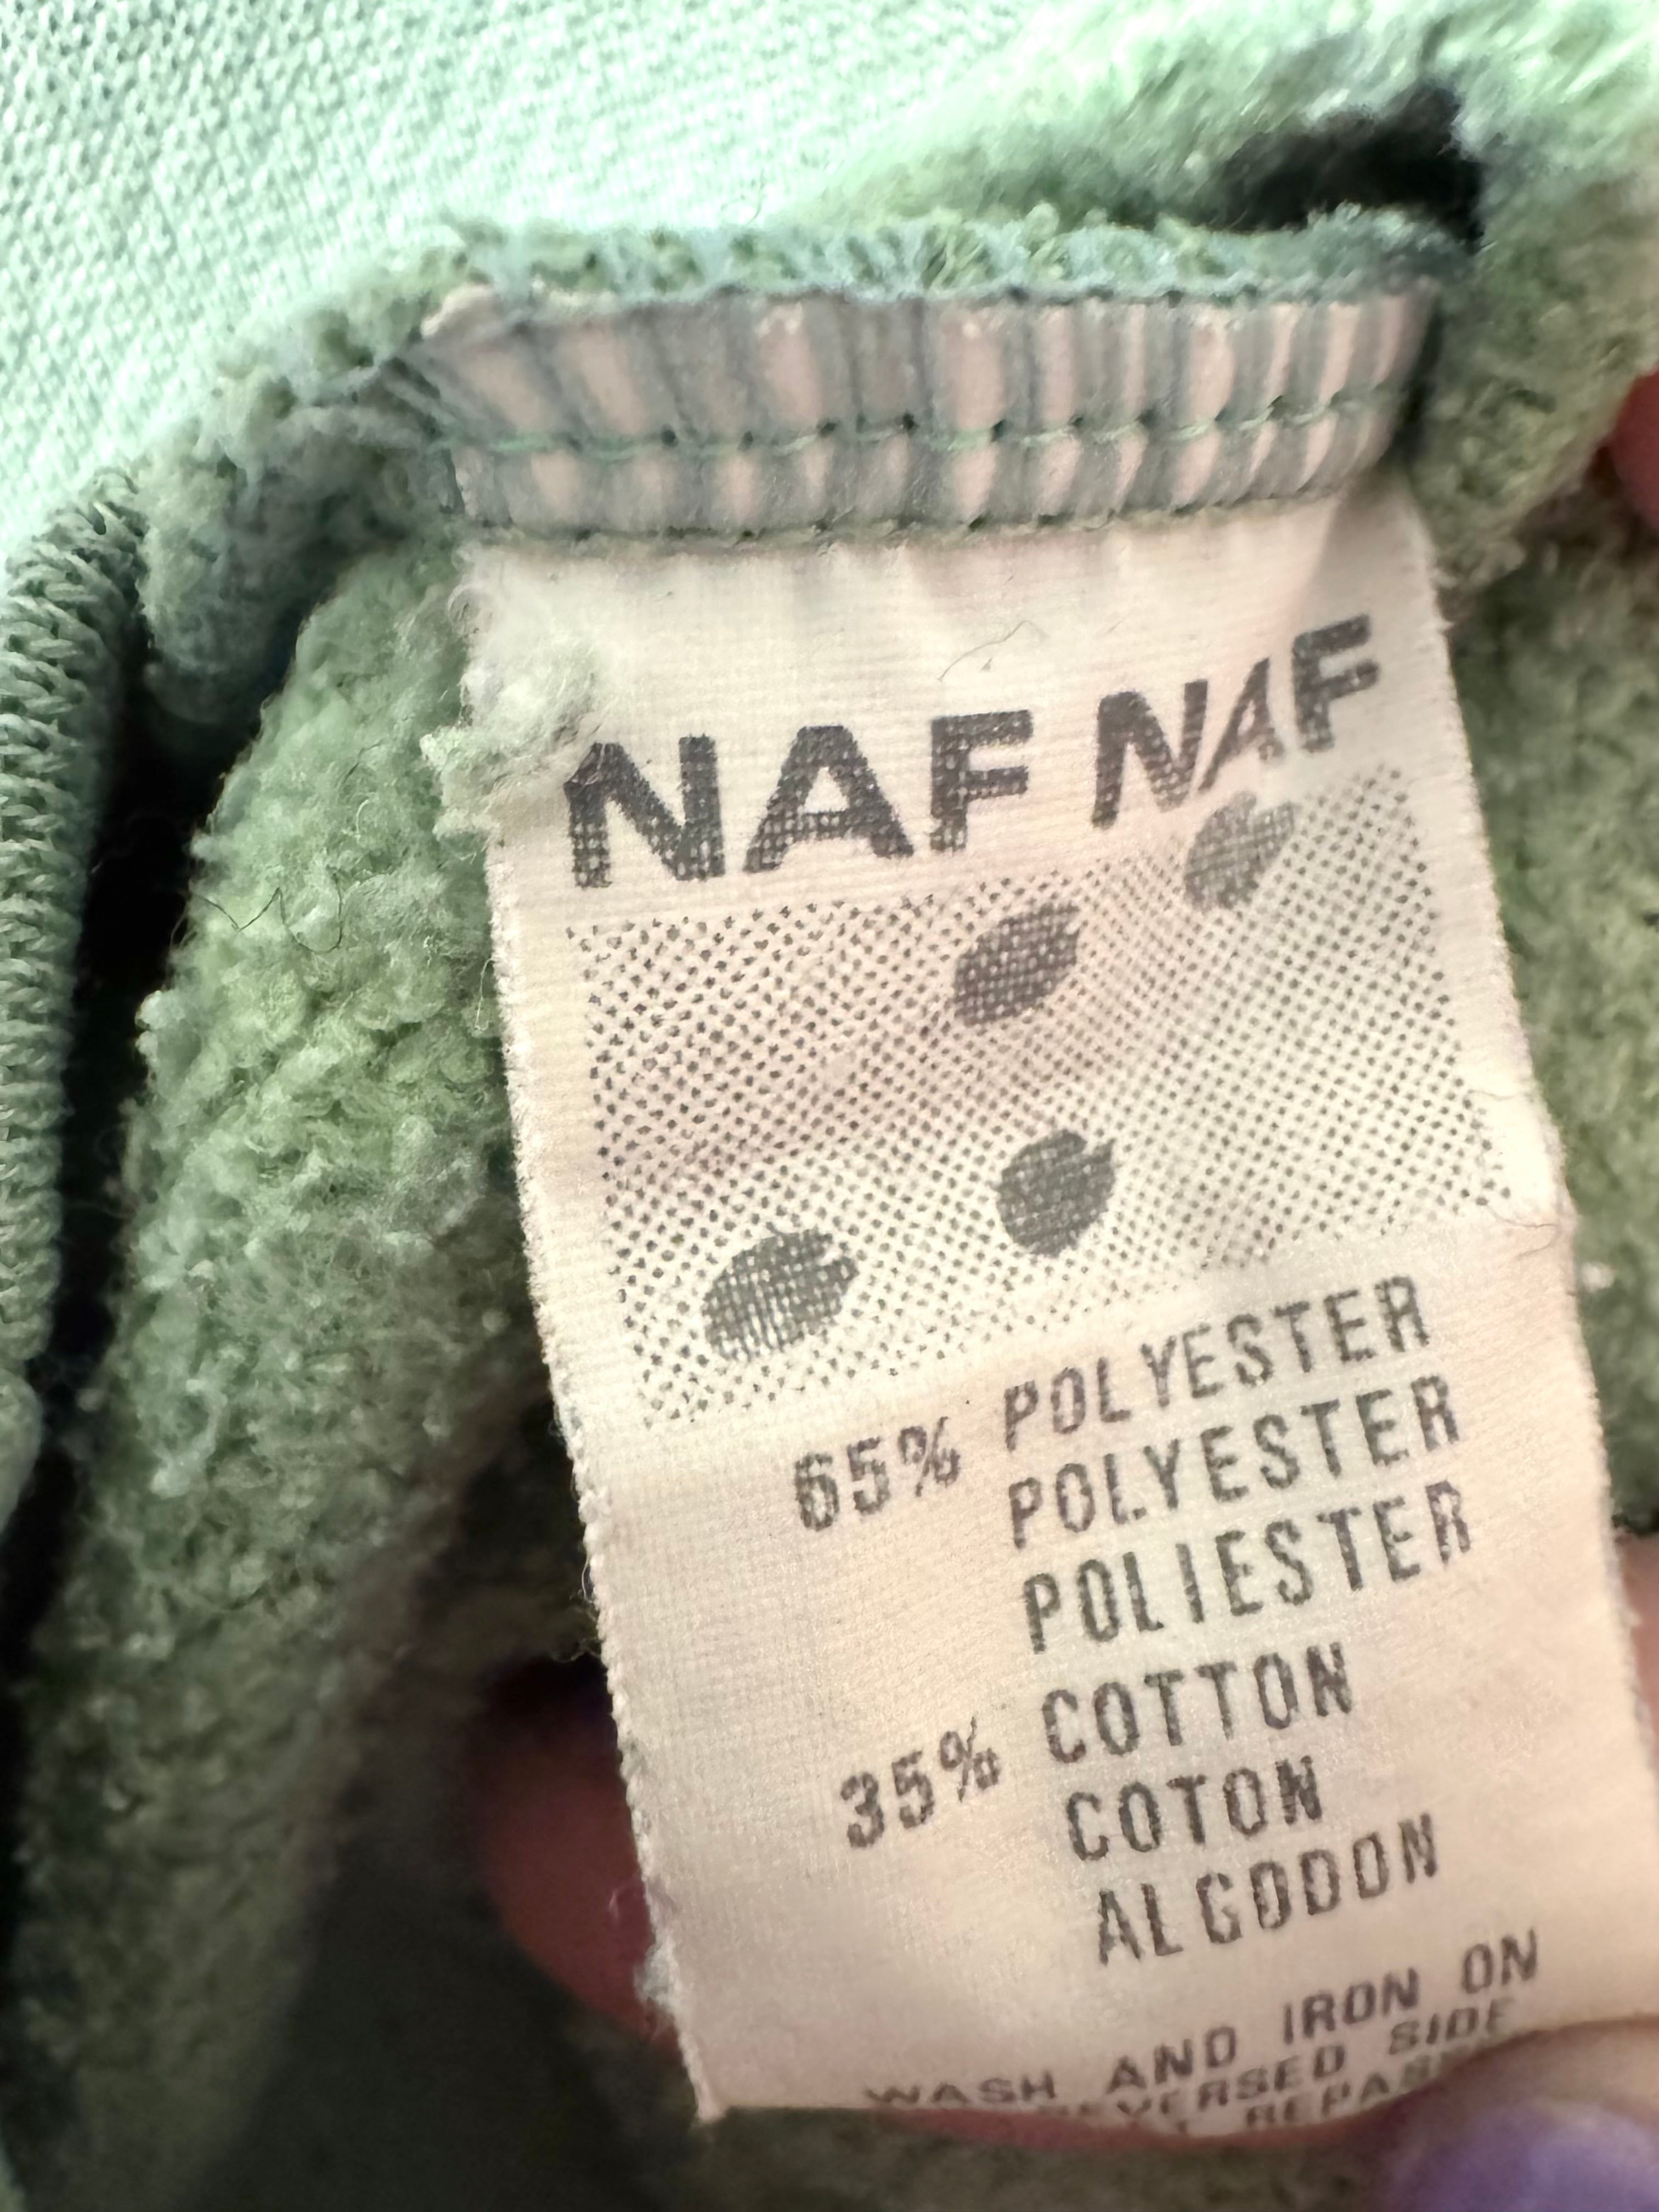 NAF NAF
65% POLYESTER
POLYESTER
POLIESTER
35% COTTON
COTON
ALGODON
WASH AND IRON ON
REVERSED SIDE